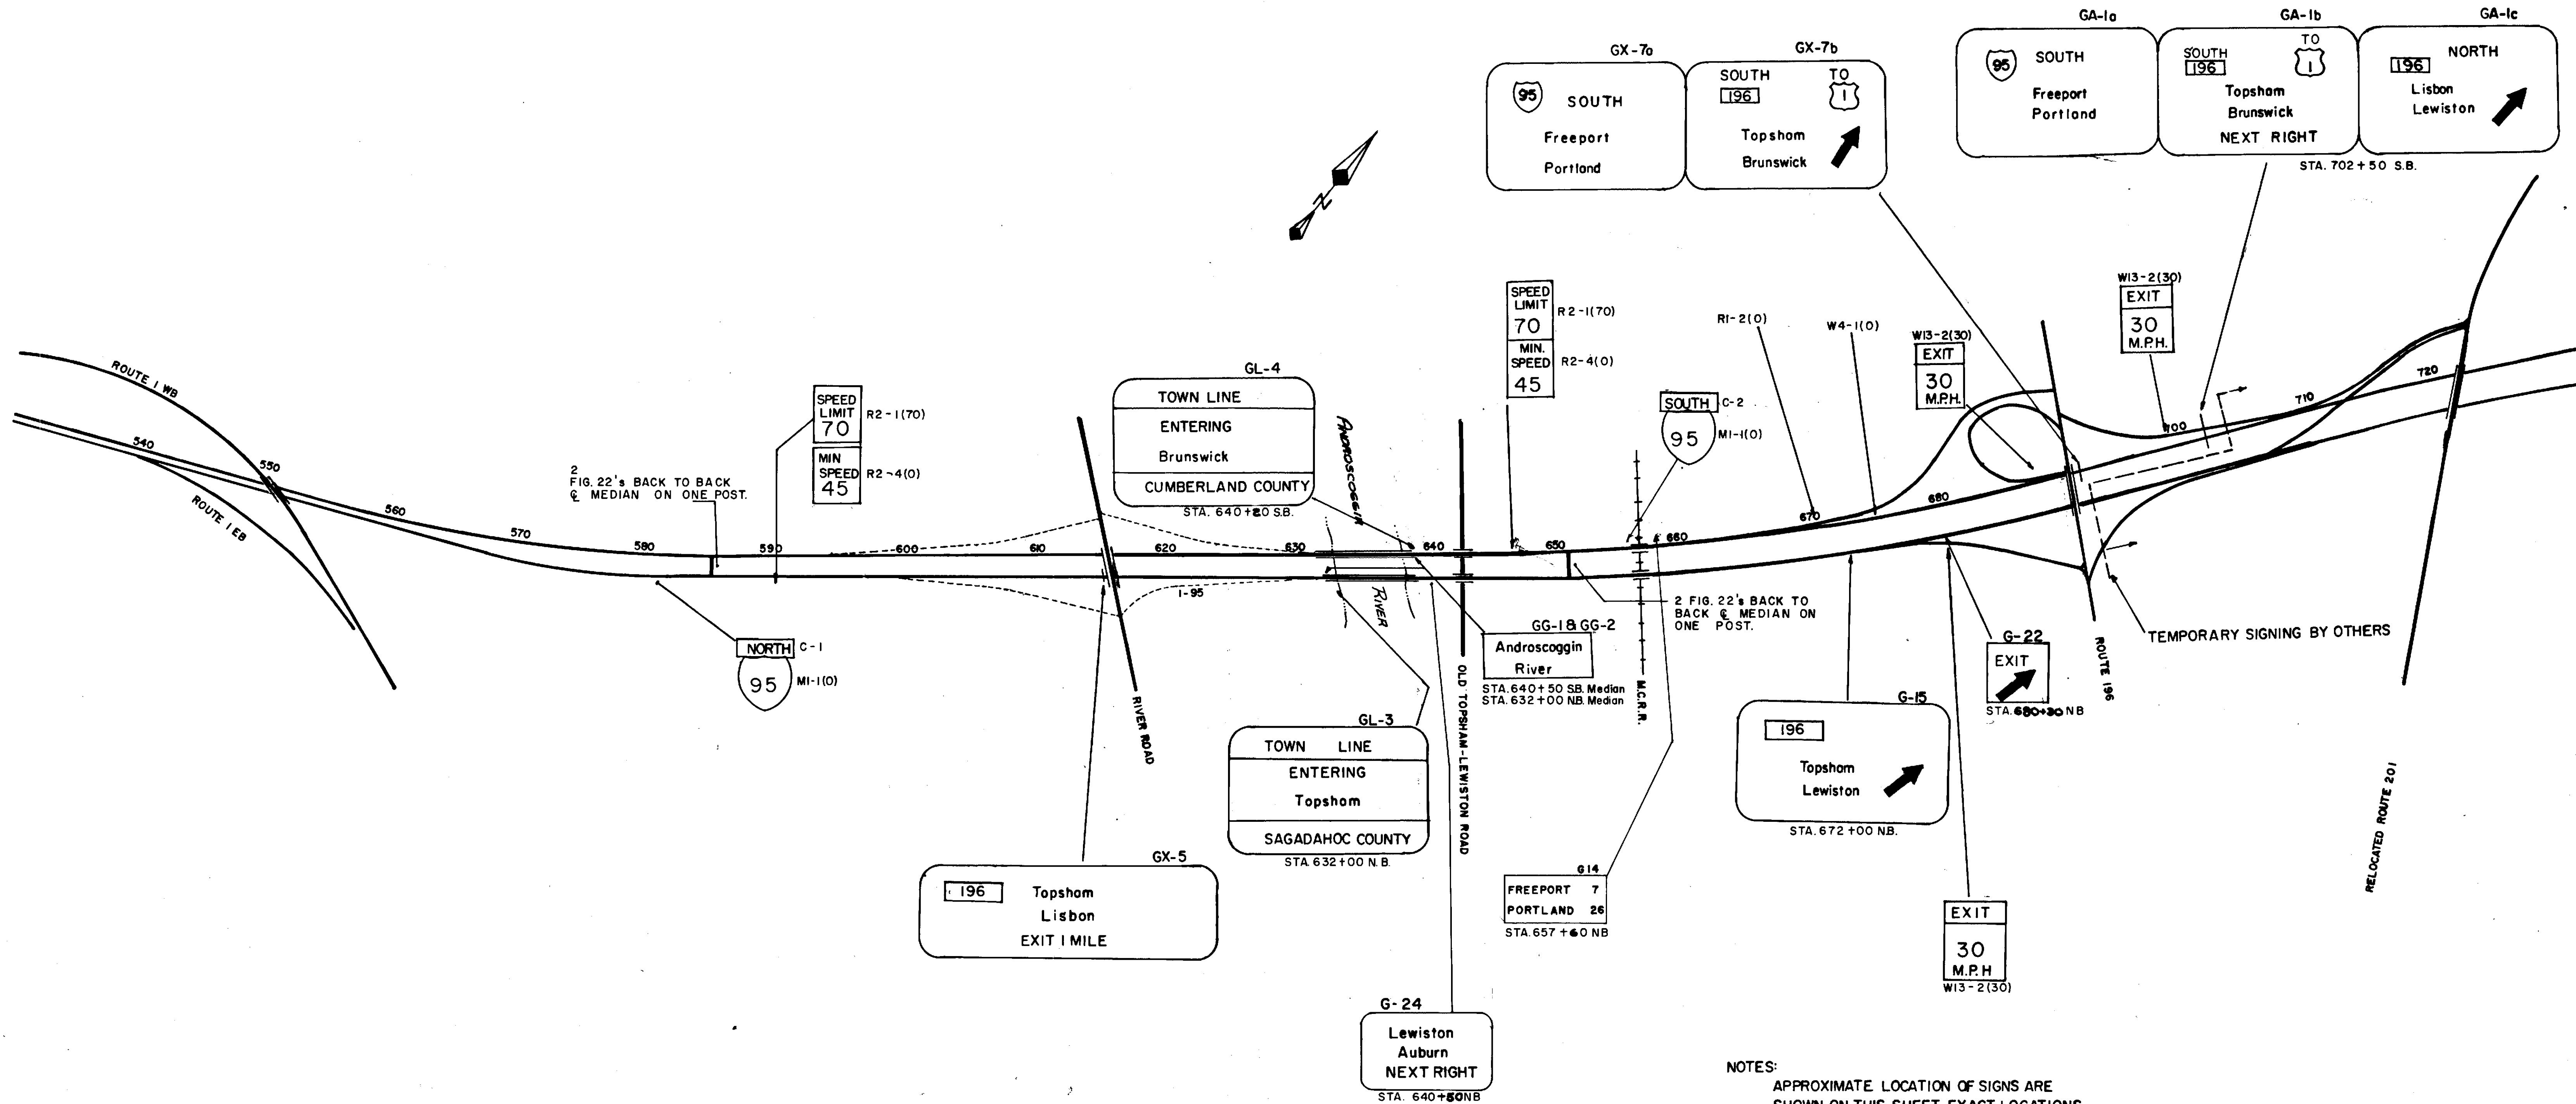 GA-1a
GA-1b
GA-1c
95 SOUTH
Freeport
Portland
SOUTH TO
196 1
Topsham
Brunswick
NEXT RIGHT
NORTH
196
Lisbon
Lewiston
STA. 702+50 S.B.
GX-7a
GX-7b
95 SOUTH
Freeport
Portland
SOUTH TO
196 1
Topsham
Brunswick
N
W13-2(30)
EXIT
30
M.P.H.
SPEED
LIMIT
70
R2-1(70)
MIN.
SPEED
45
R2-4(0)
R1-2(0)
W4-1(0)
W13-2(30)
EXIT
30
M.P.H.
ROUTE 1 WB
SPEED
LIMIT
70
R2-1(70)
MIN
SPEED
45
R2-4(0)
GL-4
TOWN LINE
ENTERING
Brunswick
CUMBERLAND COUNTY
STA. 640+20 S.B.
SOUTH C-2
95 M1-1(0)
2
FIG. 22's BACK TO BACK
℄ MEDIAN ON ONE POST.
ANDROSCOGGIN
RIVER
540
550
560
570
580
590
600
610
620
630
640
650
660
670
680
700
710
720
ROUTE 1 EB
I-95
NORTH C-1
95 M1-1(0)
RIVER ROAD
GG-1 & GG-2
Androscoggin
River
STA. 640+50 S.B. Median
STA. 632+00 N.B. Median
2 FIG. 22's BACK TO
BACK ℄ MEDIAN ON
ONE POST.
OLD TOPSHAM-LEWISTON ROAD
M.C.R.R.
ROUTE 196
TEMPORARY SIGNING BY OTHERS
G-22
EXIT
STA. 680+30 NB
GL-3
TOWN LINE
ENTERING
Topsham
SAGADAHOC COUNTY
STA. 632+00 N.B.
G-15
196
Topsham
Lewiston
STA. 672+00 N.B.
RELOCATED ROUTE 201
GX-5
196 Topsham
Lisbon
EXIT 1 MILE
G14
FREEPORT 7
PORTLAND 26
STA. 657+60 NB
EXIT
30
M.P.H
W13-2(30)
G-24
Lewiston
Auburn
NEXT RIGHT
STA. 640+50NB
NOTES:
APPROXIMATE LOCATION OF SIGNS ARE
SHOWN ON THIS SHEET EXACT LOCATIONS